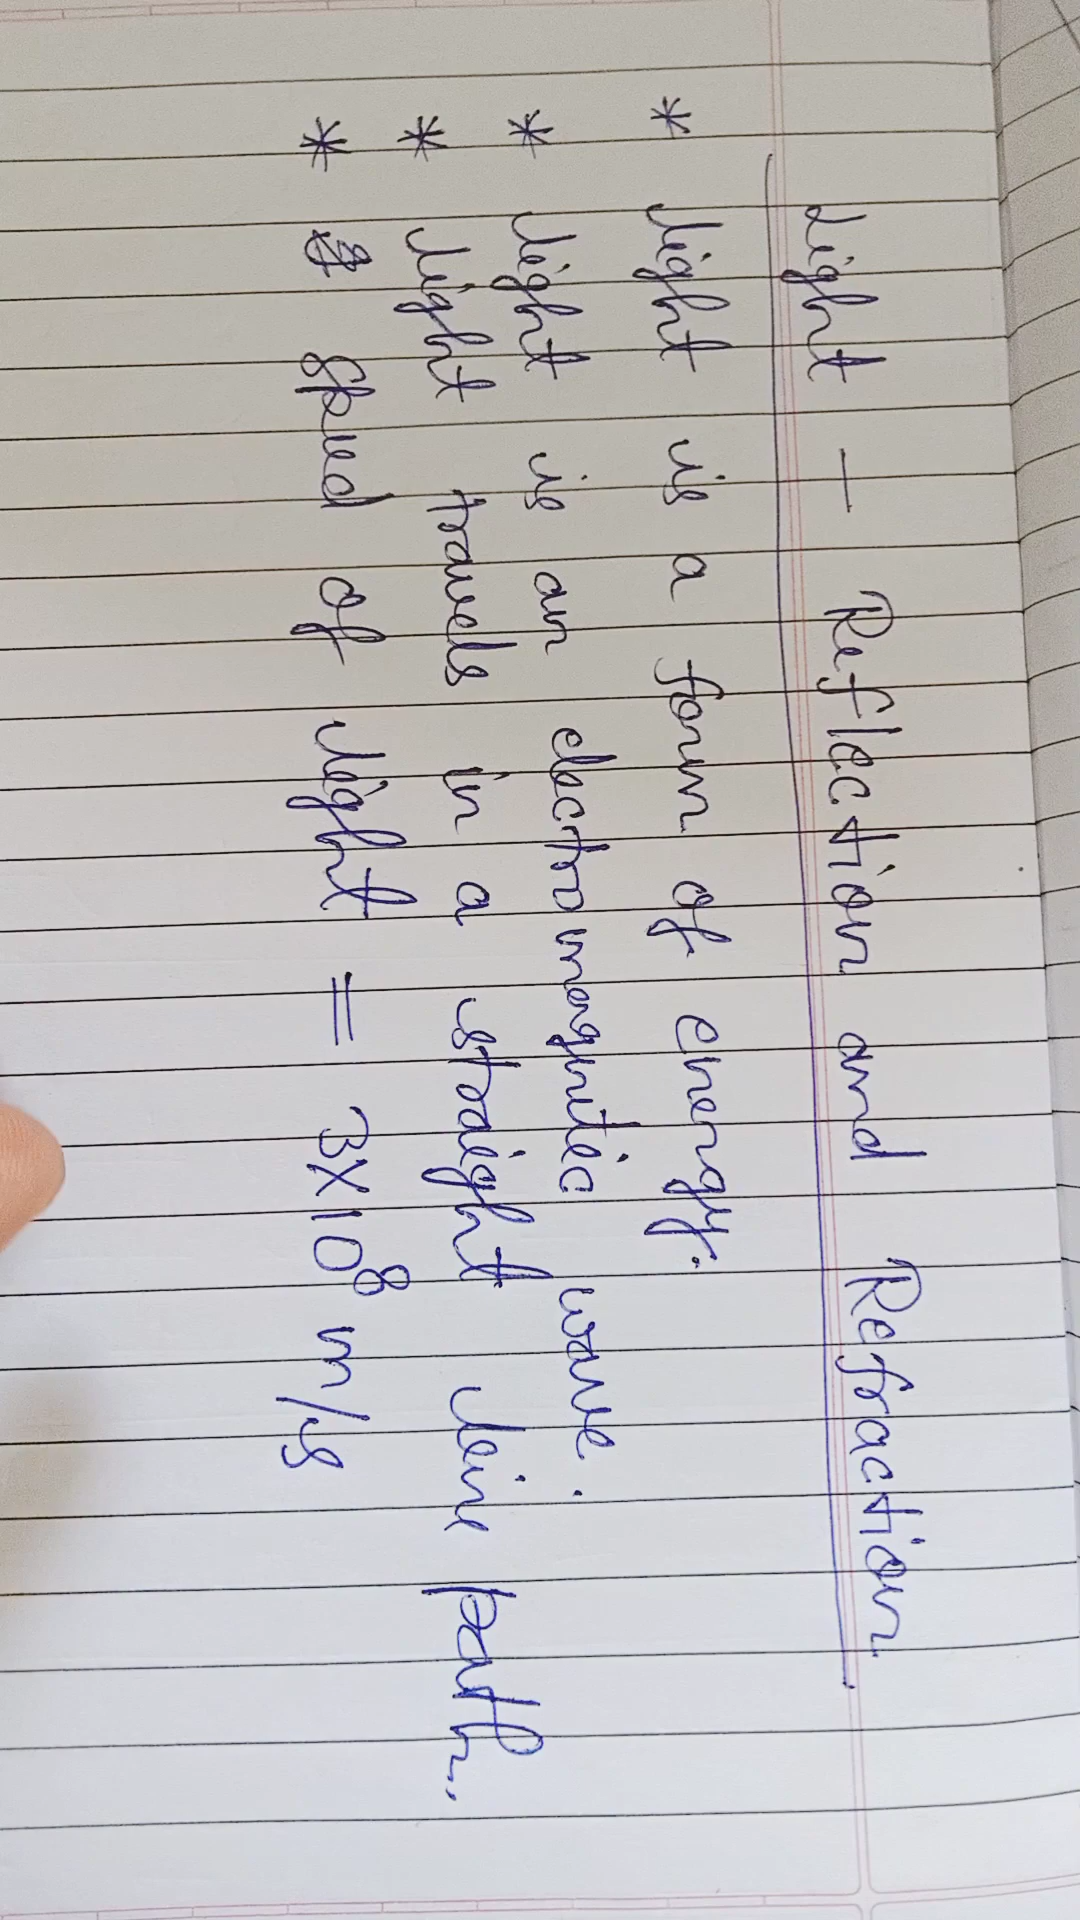 Light - Reflection and Refraction
* Light is a form of energy.
* Light is an electromagnetic wave.
* Light travels in a straight line path.
* Speed of light = 3×10⁸ m/s